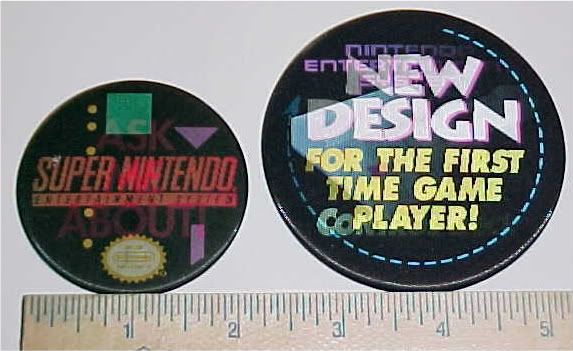 ASK
SUPER NINTENDO
ENTERTAINMENT SYSTEM
ABOUT!
NINTENDO
ENTERTAINMENT
NEW
DESIGN
FOR THE FIRST
TIME GAME
PLAYER!
1 2 3 4 5